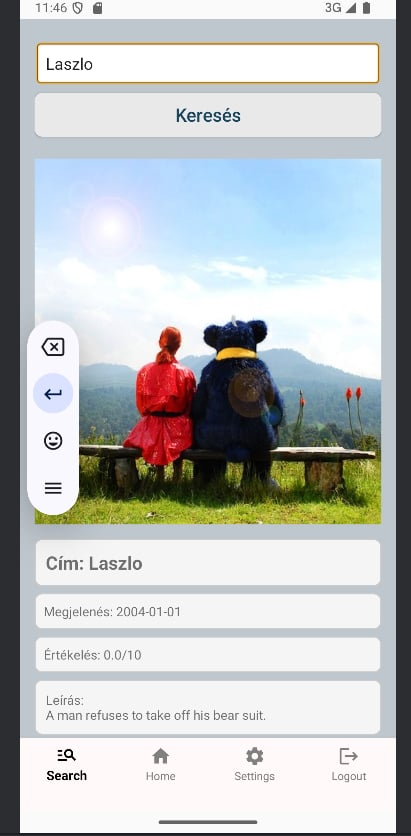 11:46 3G
Laszlo
Keresés
Cím: Laszlo
Megjelenés: 2004-01-01
Értékelés: 0.0/10
Leírás:
A man refuses to take off his bear suit.
Search Home Settings Logout